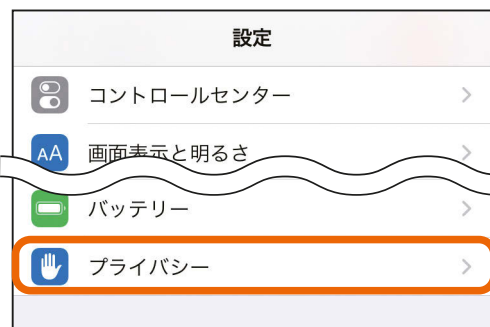 設定
コントロールセンター
AA 画面表示と明るさ
バッテリー
プライバシー